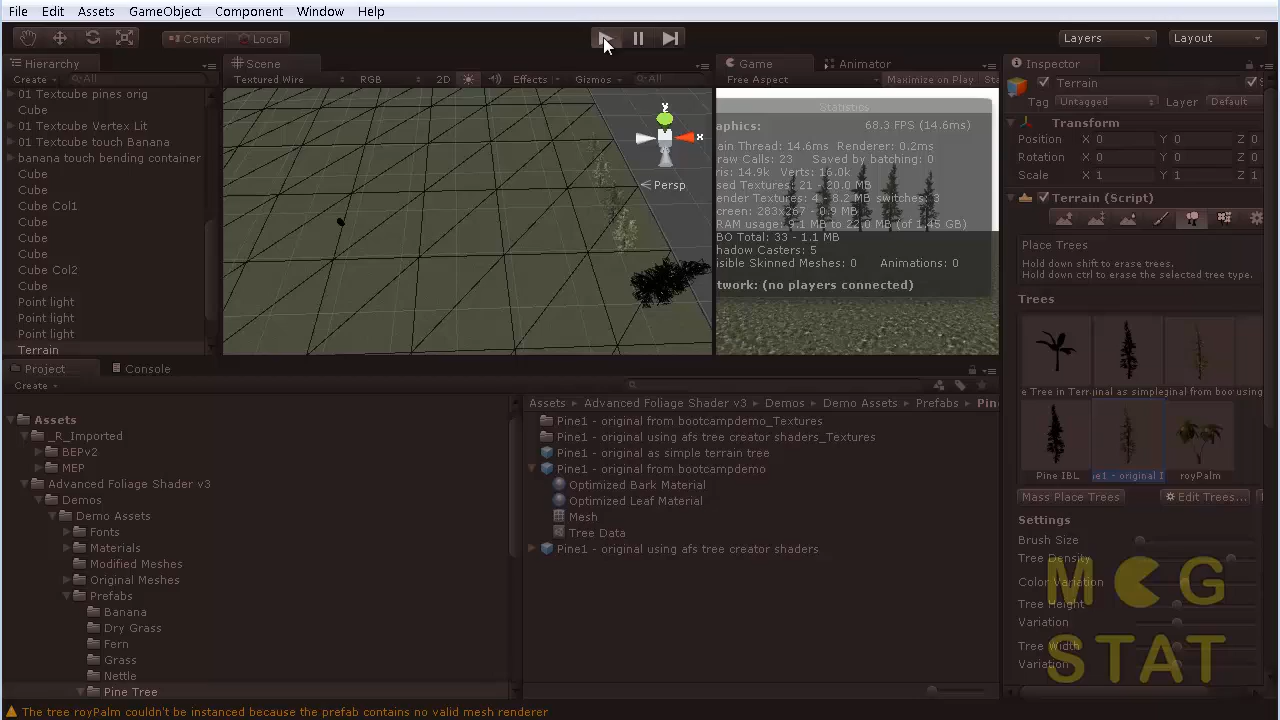 File Edit Assets GameObject Component Window Help
Center Local Layers Layout
Hierarchy
Create All
01 Textcube pines orig
Cube
01 Textcube Vertex Lit
01 Textcube touch Banana
banana touch bending container
Cube
Cube
Cube Col1
Cube
Cube
Cube
Cube Col2
Cube
Point light
Point light
Point light
Terrain
Scene
Textured Wire RGB 2D Effects Gizmos All
y
x
Persp
Game Animator
Free Aspect Maximize on Play Sta
Statistics
aphics: 68.3 FPS (14.6ms)
ain Thread: 14.6ms Renderer: 0.2ms
raw Calls: 23 Saved by batching: 0
ris: 14.9k Verts: 16.0k
sed Textures: 21 - 20.0 MB
ender Textures: 4 - 8.2 MB switches: 3
creen: 283x267 - 0.9 MB
RAM usage: 9.1 MB to 22.0 MB (of 1.45 GB)
BO Total: 33 - 1.1 MB
hadow Casters: 5
isible Skinned Meshes: 0 Animations: 0
twork: (no players connected)
Inspector
Terrain
Tag Untagged Layer Default
Transform
Position X 0 Y 0 Z 0
Rotation X 0 Y 0 Z 0
Scale X 1 Y 1 Z 1
Terrain (Script)
Place Trees
Hold down shift to erase trees.
Hold down ctrl to erase the selected tree type.
Trees
e Tree in Terr inal as simple ginal from boo using
Pine IBL ne1 - original I royPalm
Mass Place Trees Edit Trees...
Settings
Brush Size
Tree Density
Color Variation
Tree Height
Variation
Tree Width
Variation
M G
STAT
Project Console
Create
Assets
_R_Imported
BEPv2
MEP
Advanced Foliage Shader v3
Demos
Demo Assets
Fonts
Materials
Modified Meshes
Original Meshes
Prefabs
Banana
Dry Grass
Fern
Grass
Nettle
Pine Tree
Assets Advanced Foliage Shader v3 Demos Demo Assets Prefabs Pin
Pine1 - original from bootcampdemo_Textures
Pine1 - original using afs tree creator shaders_Textures
Pine1 - original as simple terrain tree
Pine1 - original from bootcampdemo
Optimized Bark Material
Optimized Leaf Material
Mesh
Tree Data
Pine1 - original using afs tree creator shaders
The tree royPalm couldn't be instanced because the prefab contains no valid mesh renderer